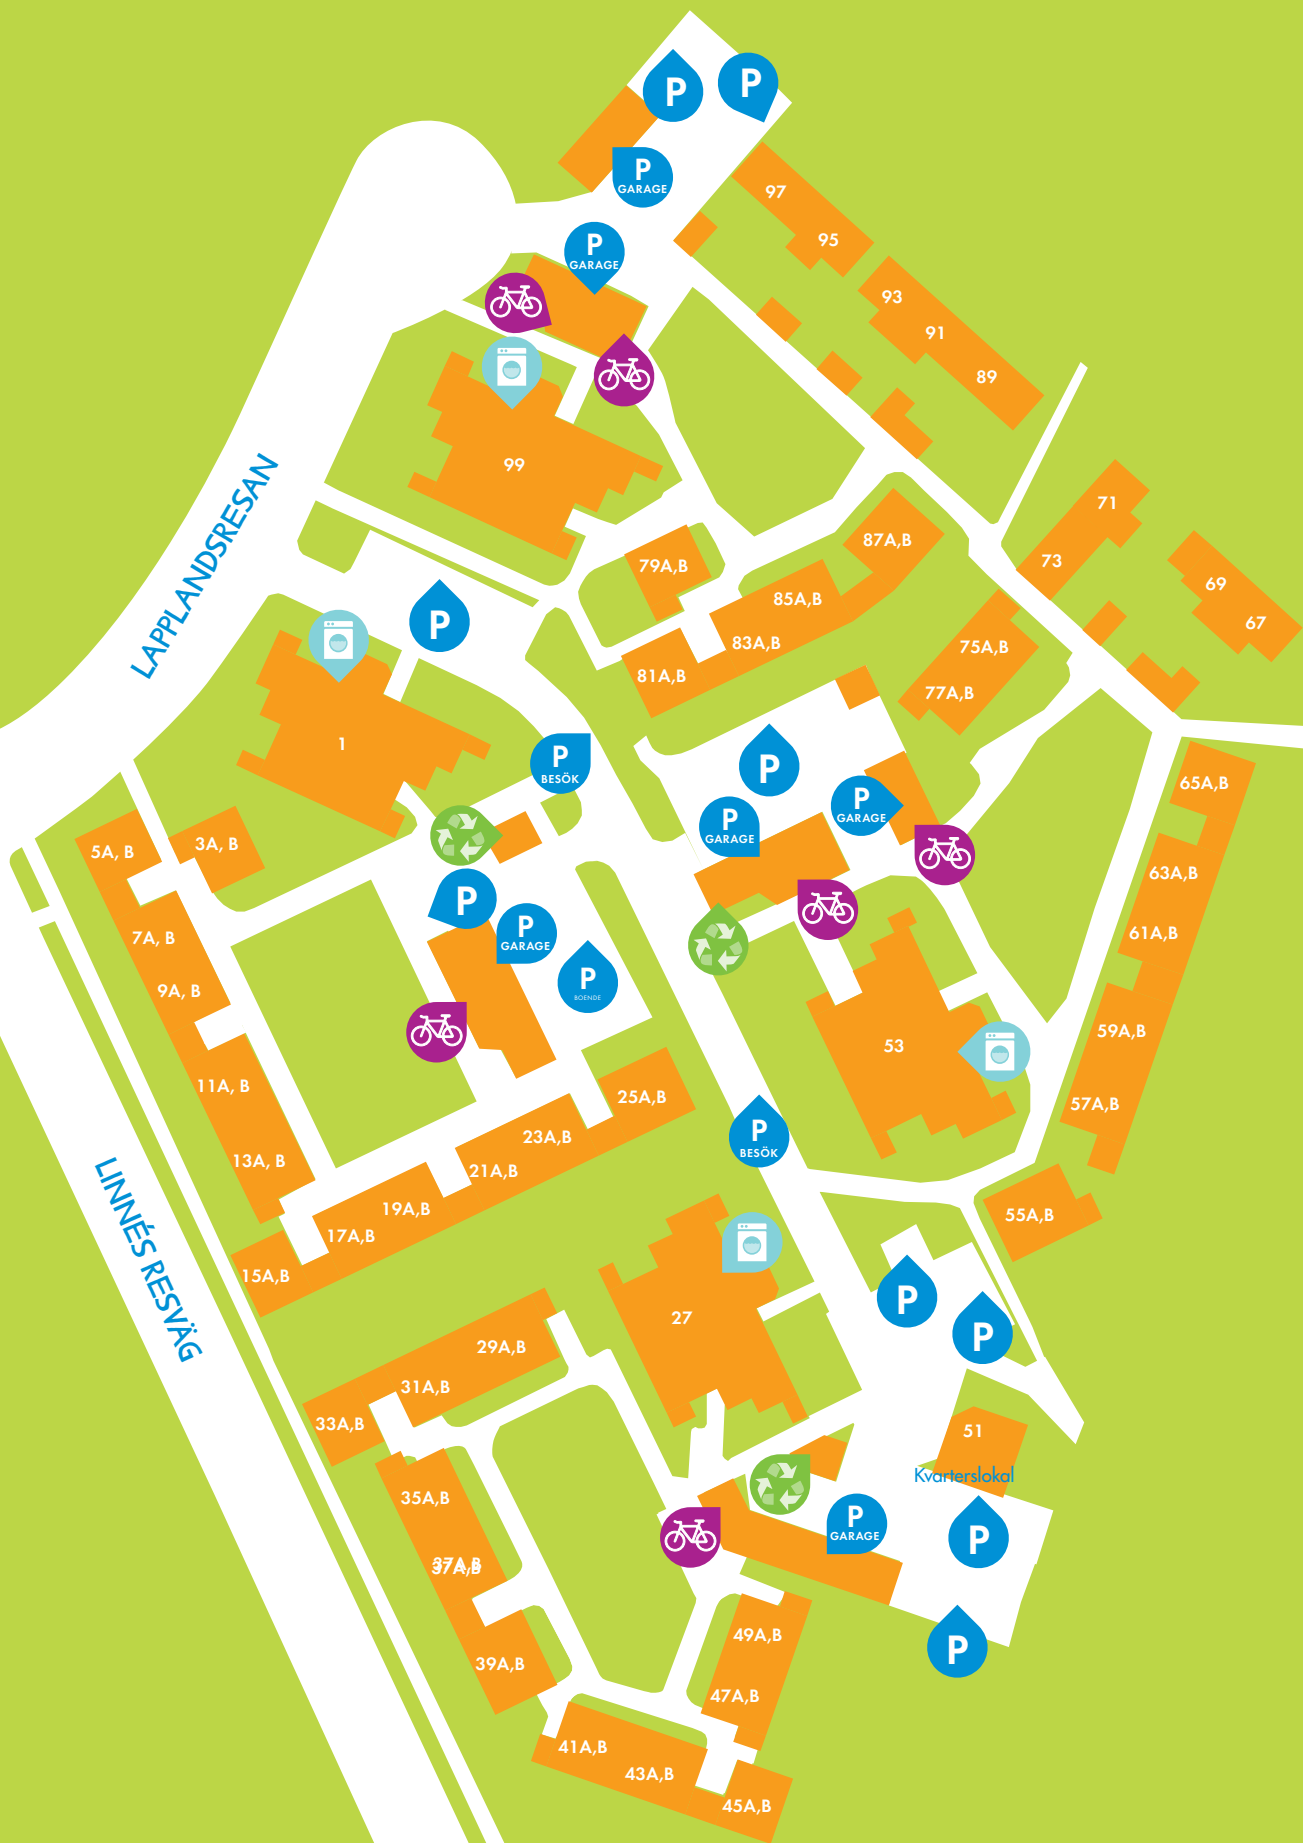 P
P
P
GARAGE
97
95
P
GARAGE
93
91
89
99
LAPPLANDSRESAN
71
73
87A,B
79A,B
85A,B
83A,B
81A,B
69
67
75A,B
77A,B
P
1
P
BESÖK
P
P
GARAGE
P
GARAGE
65A,B
63A,B
61A,B
59A,B
57A,B
55A,B
5A, B
3A, B
7A, B
9A, B
11A, B
13A, B
P
P
GARAGE
P
BOENDE
53
25A,B
23A,B
21A,B
19A,B
17A,B
15A,B
P
BESÖK
LINNÉS RESVÄG
27
P
P
29A,B
31A,B
33A,B
35A,B
37A,B
37A,B
39A,B
51
Kvarterslokal
P
GARAGE
P
P
49A,B
47A,B
41A,B
43A,B
45A,B